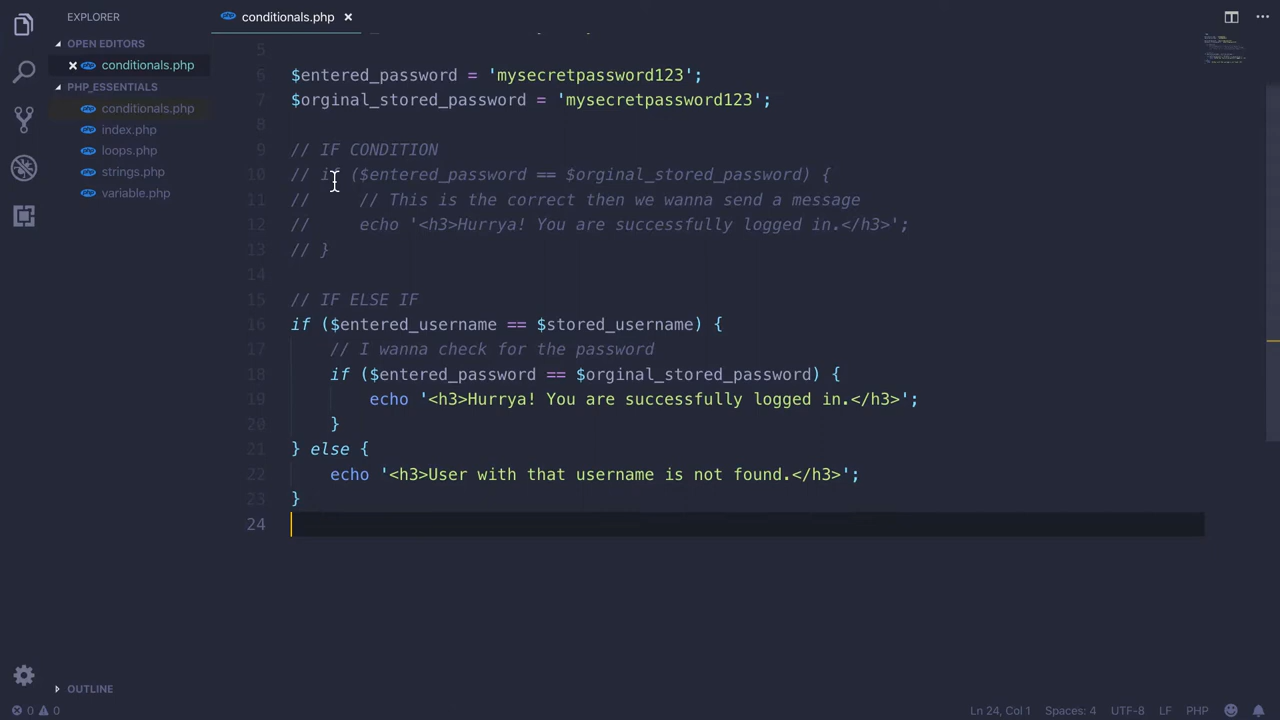 EXPLORER
conditionals.php
OPEN EDITORS
conditionals.php
PHP_ESSENTIALS
conditionals.php
index.php
loops.php
strings.php
variable.php
5
6 $entered_password = 'mysecretpassword123';
7 $orginal_stored_password = 'mysecretpassword123';
8
9 // IF CONDITION
10 // if ($entered_password == $orginal_stored_password) {
11 //     // This is the correct then we wanna send a message
12 //     echo '<h3>Hurrya! You are successfully logged in.</h3>';
13 // }
14
15 // IF ELSE IF
16 if ($entered_username == $stored_username) {
17     // I wanna check for the password
18     if ($entered_password == $orginal_stored_password) {
19         echo '<h3>Hurrya! You are successfully logged in.</h3>';
20     }
21 } else {
22     echo '<h3>User with that username is not found.</h3>';
23 }
24
OUTLINE
0 0 Ln 24, Col 1 Spaces: 4 UTF-8 LF PHP